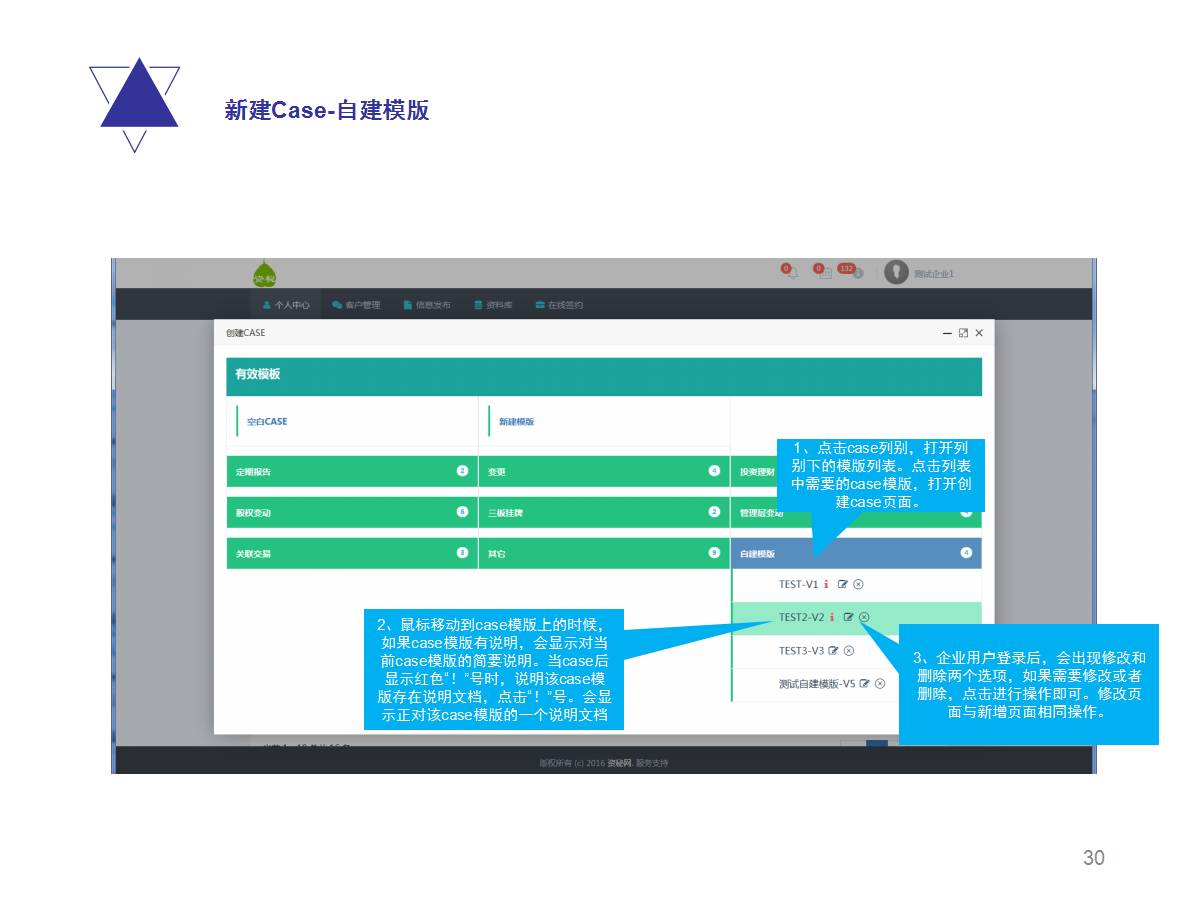 新建Case-自建模版
资秘
0
0
132
测试企业1
个人中心
客户管理
信息发布
资料库
在线签约
创建CASE
有效模板
空白CASE
新建模版
1、点击case列别，打开列
别下的模版列表。点击列表
中需要的case模版，打开创
建case页面。
定期报告
2
变更
4
投资理财
股权变动
6
三板挂牌
2
管理层变动
关联交易
8
其它
9
自建模版
4
TEST-V1
TEST2-V2
TEST3-V3
测试自建模版-V5
2、鼠标移动到case模版上的时候，
如果case模版有说明，会显示对当
前case模版的简要说明。当case后
显示红色“！”号时，说明该case模
版存在说明文档，点击“！”号。会显
示正对该case模版的一个说明文档
3、企业用户登录后，会出现修改和
删除两个选项，如果需要修改或者
删除，点击进行操作即可。修改页
面与新增页面相同操作。
版权所有 (c) 2016 资秘网. 服务支持
30